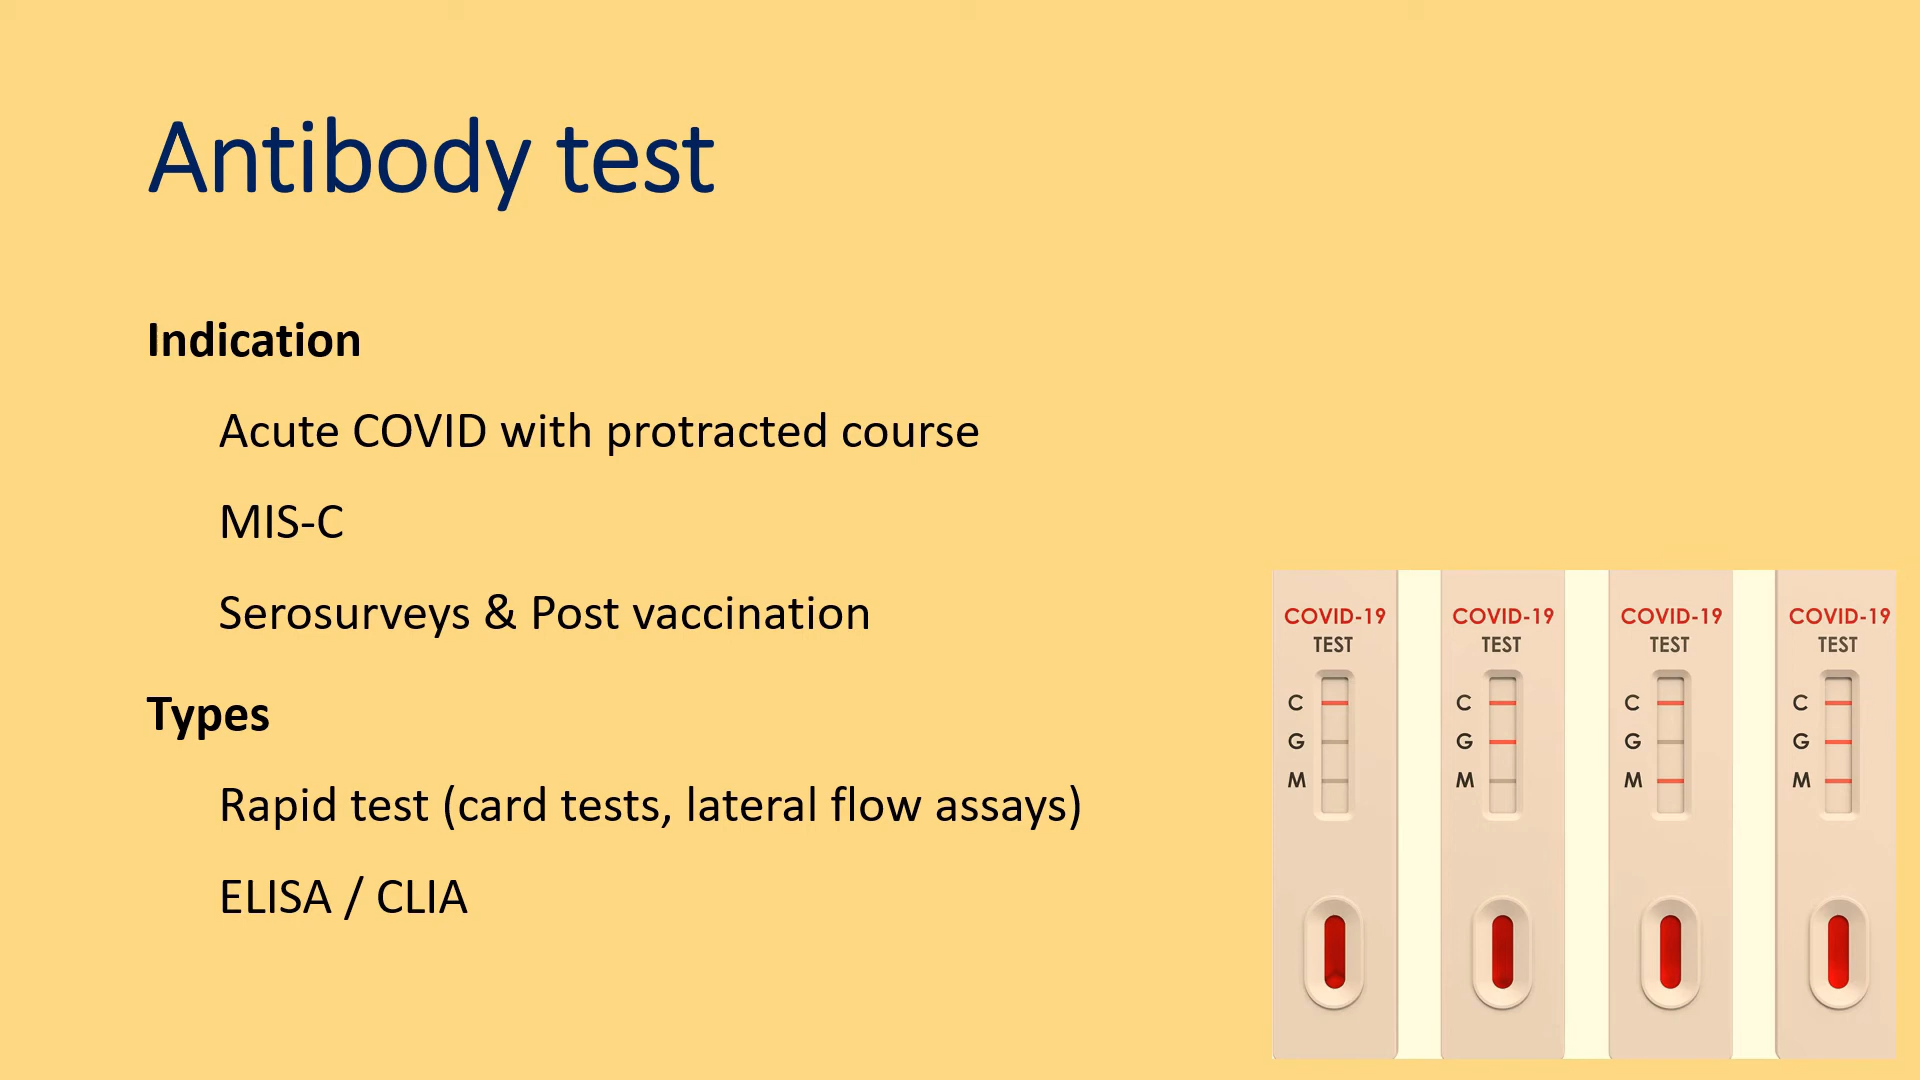 Antibody test
Indication
Acute COVID with protracted course
MIS-C
Serosurveys & Post vaccination
Types
Rapid test (card tests, lateral flow assays)
ELISA / CLIA
COVID-19
TEST
C
G
M
COVID-19
TEST
C
G
M
COVID-19
TEST
C
G
M
COVID-19
TEST
C
G
M